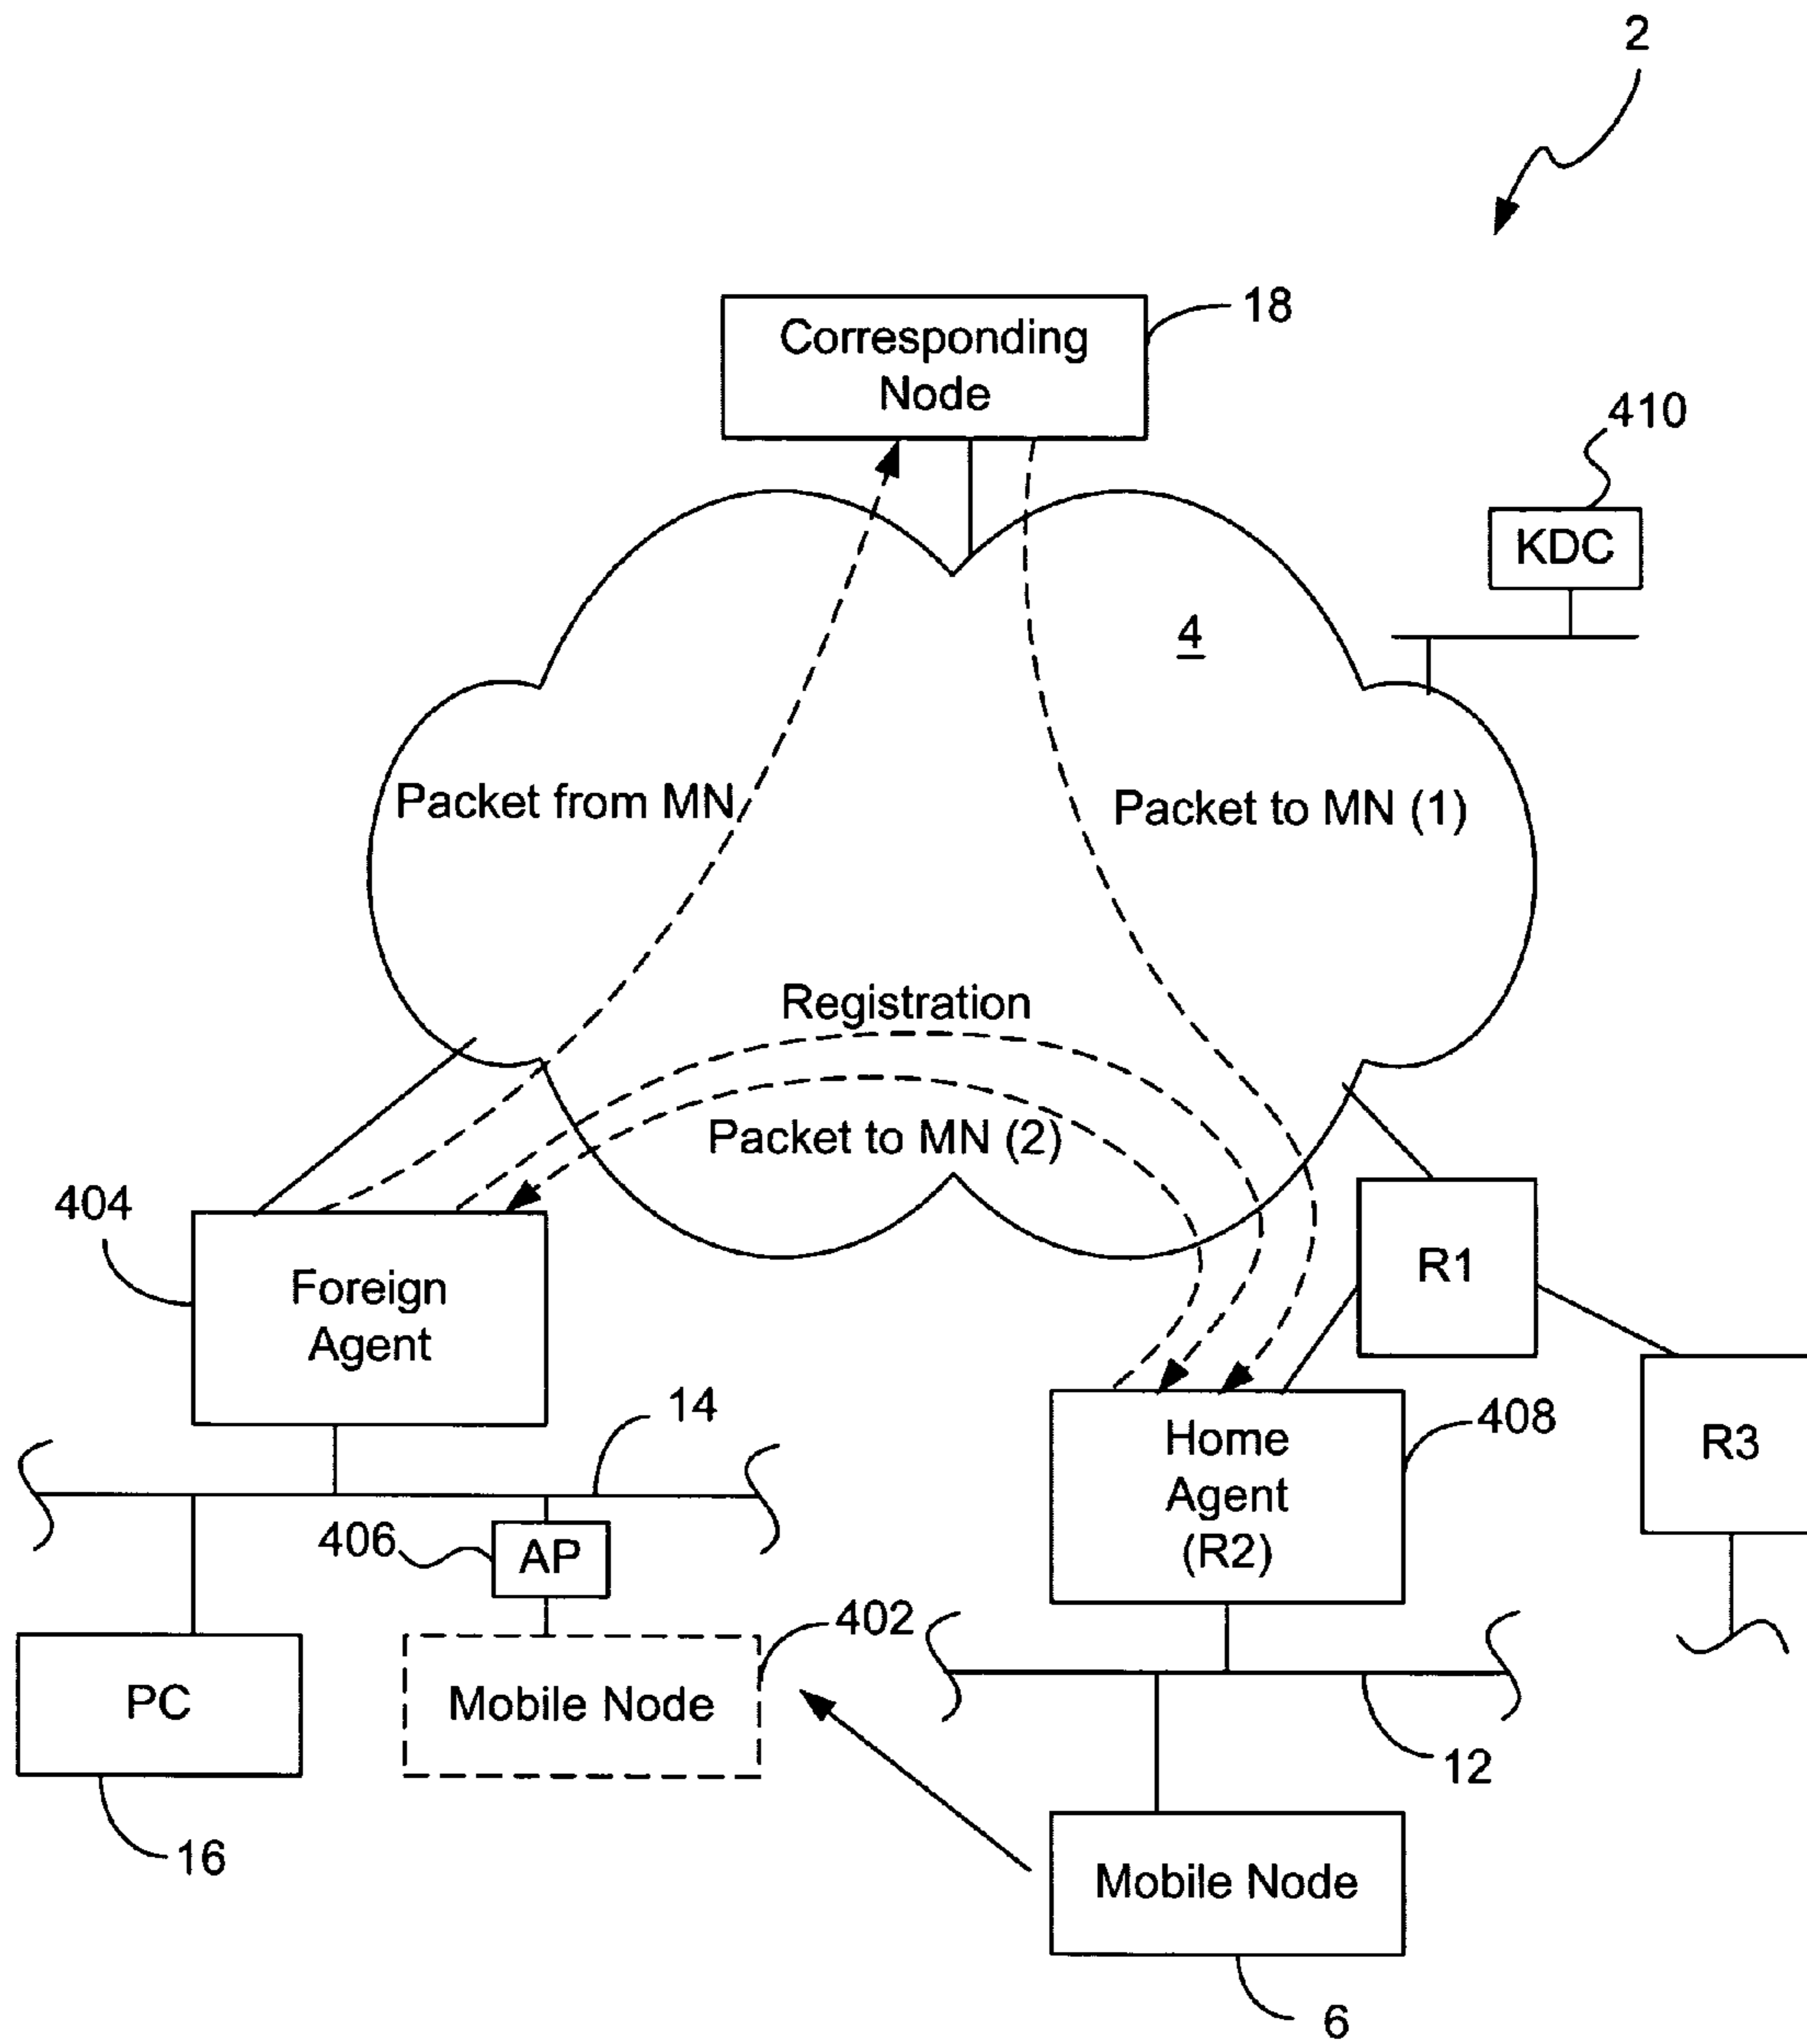 2
18
Corresponding
Node
410
KDC
4
Packet from MN
Packet to MN (1)
Registration
Packet to MN (2)
404
Foreign
Agent
R1
14
408
Home
Agent
(R2)
R3
406
AP
402
PC
Mobile Node
12
16
Mobile Node
6